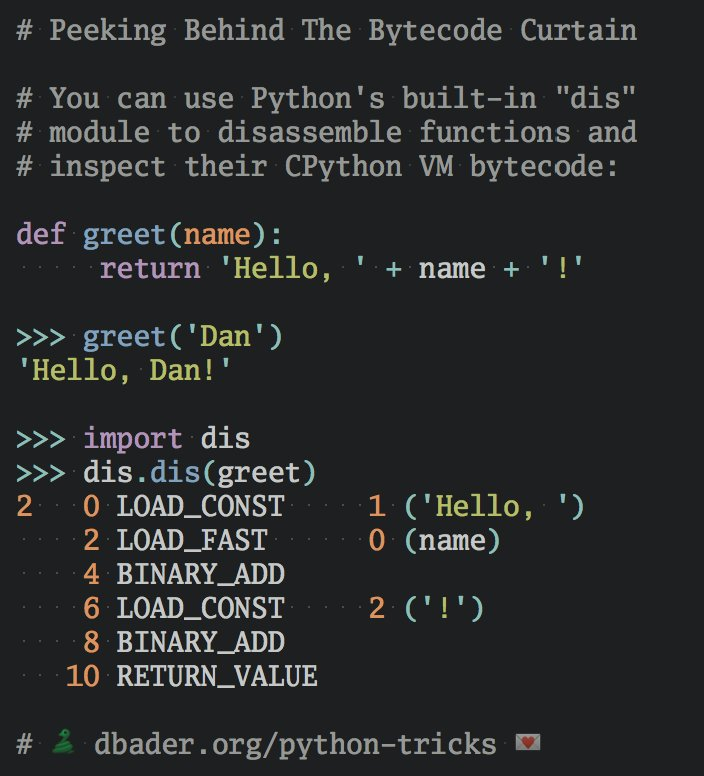 # Peeking Behind The Bytecode Curtain

# You can use Python's built-in "dis"
# module to disassemble functions and
# inspect their CPython VM bytecode:

def greet(name):
     return 'Hello, ' + name + '!'

>>> greet('Dan')
'Hello, Dan!'

>>> import dis
>>> dis.dis(greet)
2   0 LOAD_CONST     1 ('Hello, ')
    2 LOAD_FAST      0 (name)
    4 BINARY_ADD
    6 LOAD_CONST     2 ('!')
    8 BINARY_ADD
   10 RETURN_VALUE

# 🐍 dbader.org/python-tricks 💌